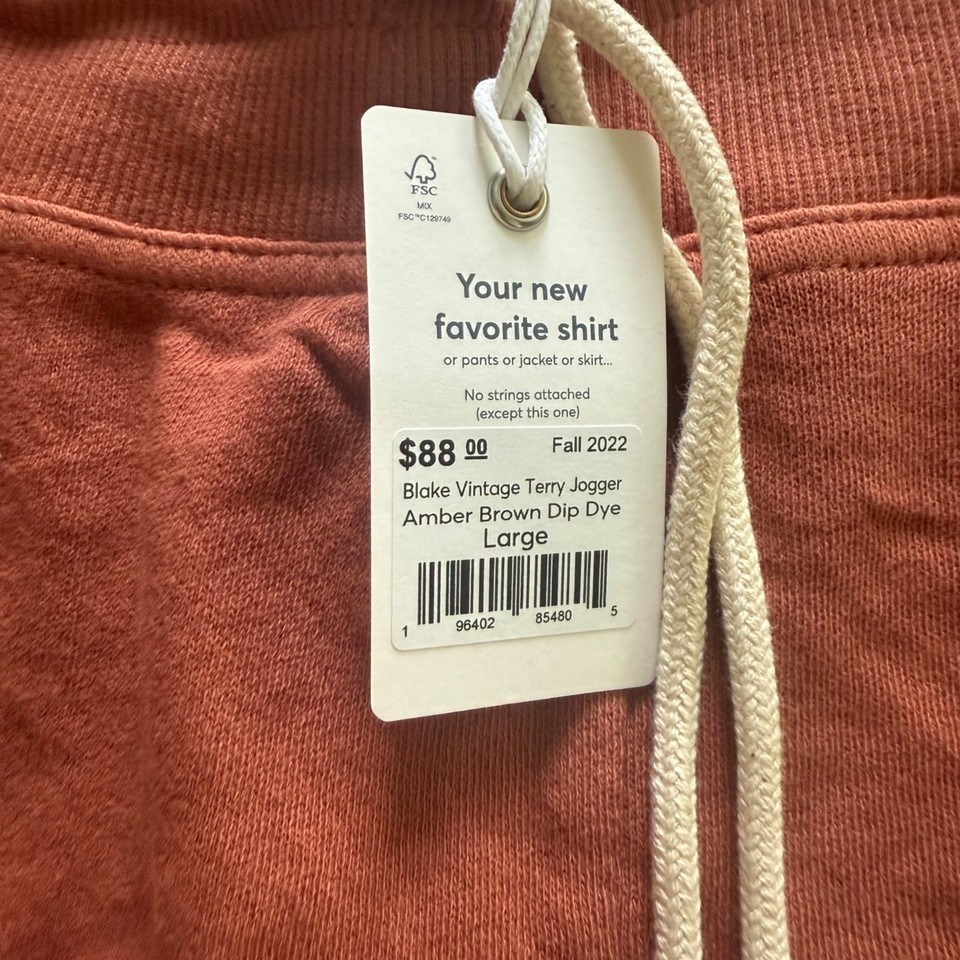 FSC
MIX
FSC™C129749
Your new
favorite shirt
or pants or jacket or skirt...
No strings attached
(except this one)
$88 00 Fall 2022
Blake Vintage Terry Jogger
Amber Brown Dip Dye
Large
1 96402 85480 5